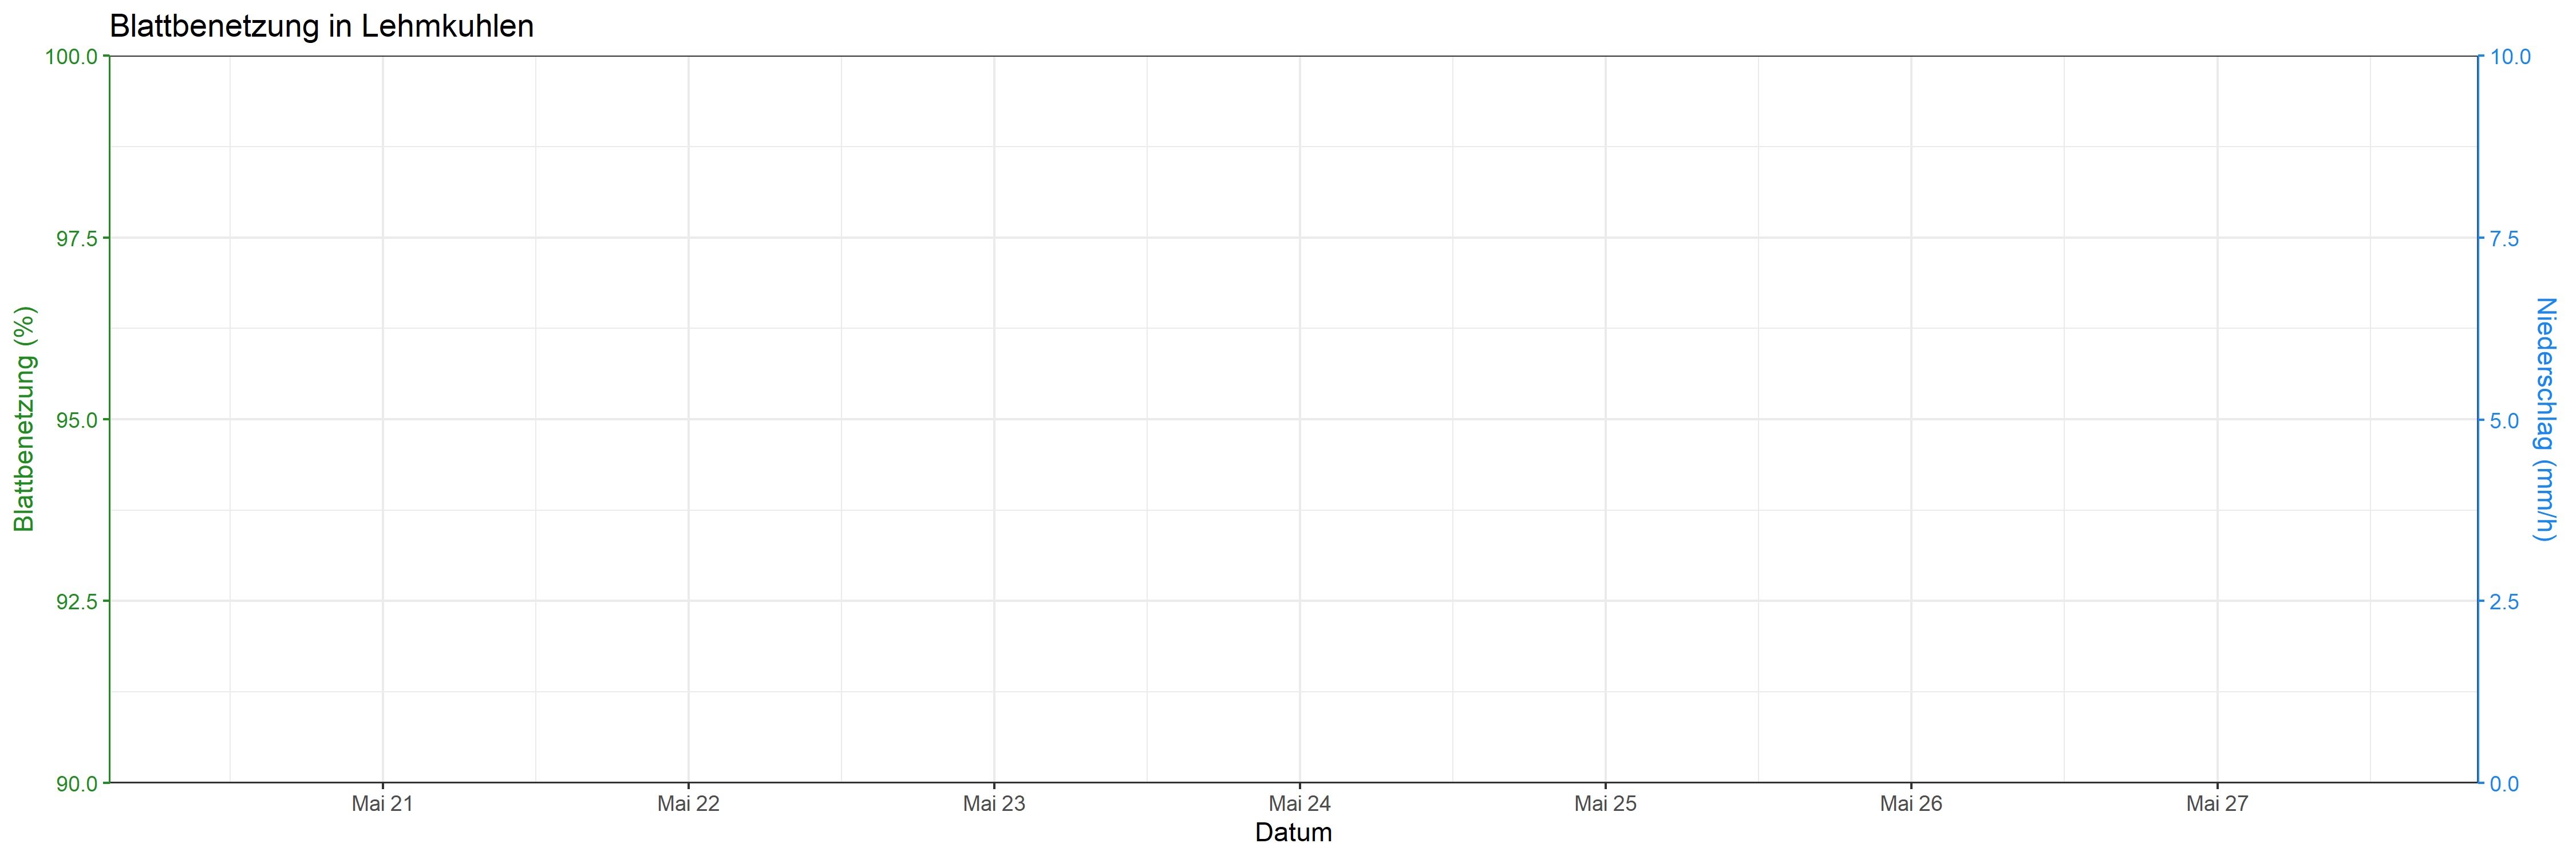 Blattbenetzung in Lehmkuhlen
100.0
97.5
95.0
92.5
90.0
Blattbenetzung (%)
10.0
7.5
5.0
2.5
0.0
Niederschlag (mm/h)
Mai 21
Mai 22
Mai 23
Mai 24
Mai 25
Mai 26
Mai 27
Datum